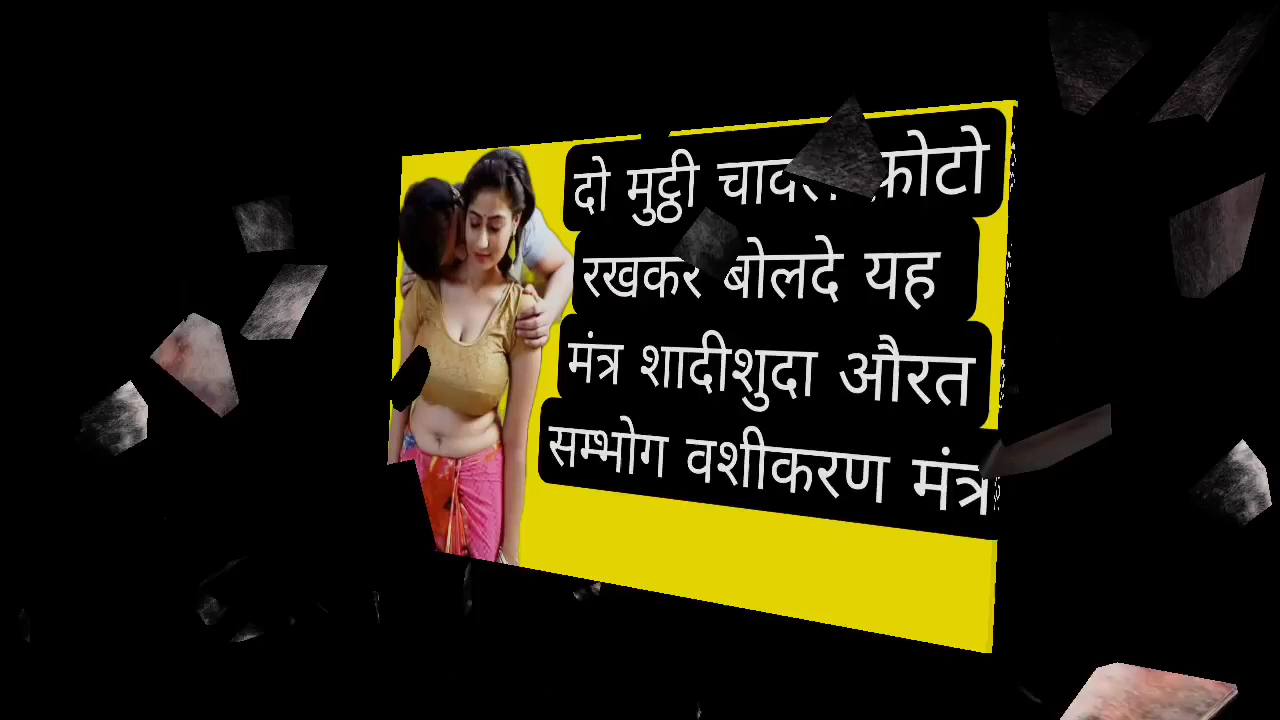 दो मुट्ठी फोटो
रखकर बोलदे यह
मंत्र शादीशुदा औरत
सम्भोग वशीकरण मंत्र